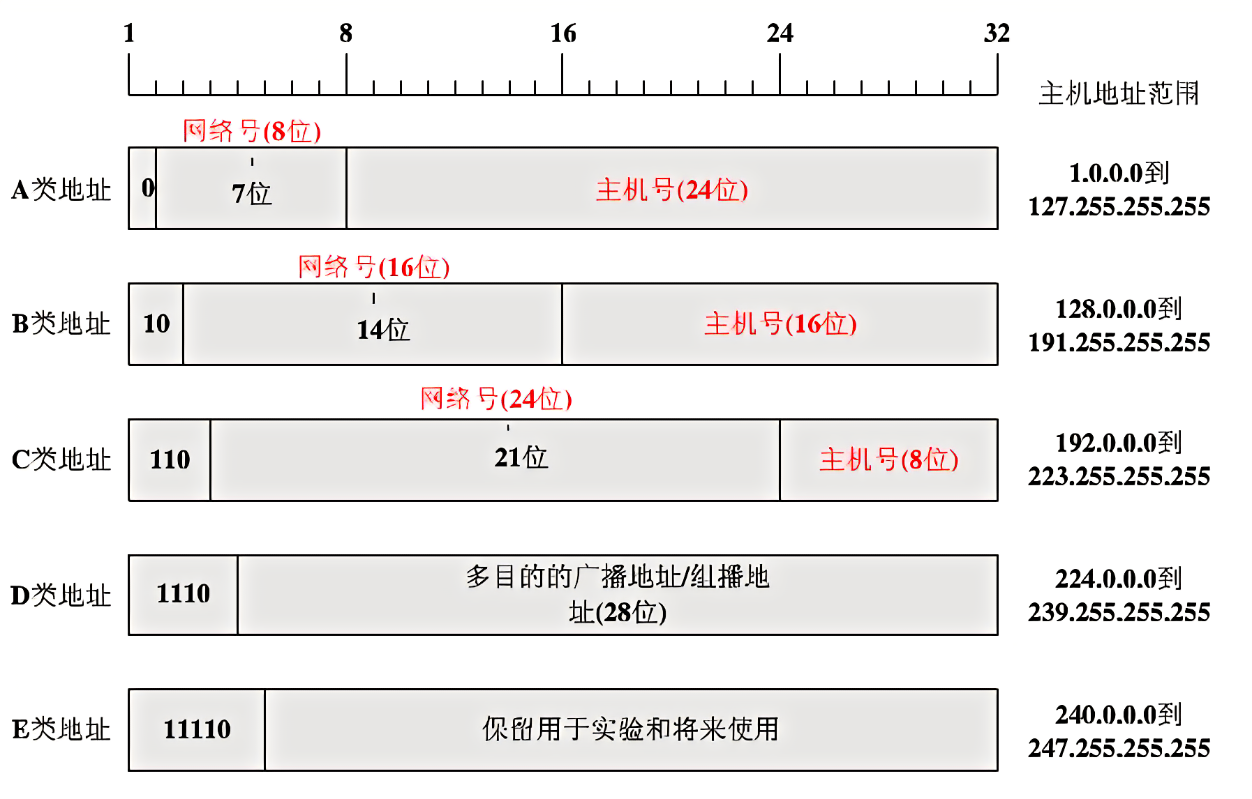 1 8 16 24 32
主机地址范围
网络号(8位)
A类地址 0 7位 主机号(24位) 1.0.0.0到
127.255.255.255
网络号(16位)
B类地址 10 14位 主机号(16位) 128.0.0.0到
191.255.255.255
网络号(24位)
C类地址 110 21位 主机号(8位) 192.0.0.0到
223.255.255.255
D类地址 1110 多目的的广播地址/组播地
址(28位)
224.0.0.0到
239.255.255.255
E类地址 11110 保留用于实验和将来使用 240.0.0.0到
247.255.255.255